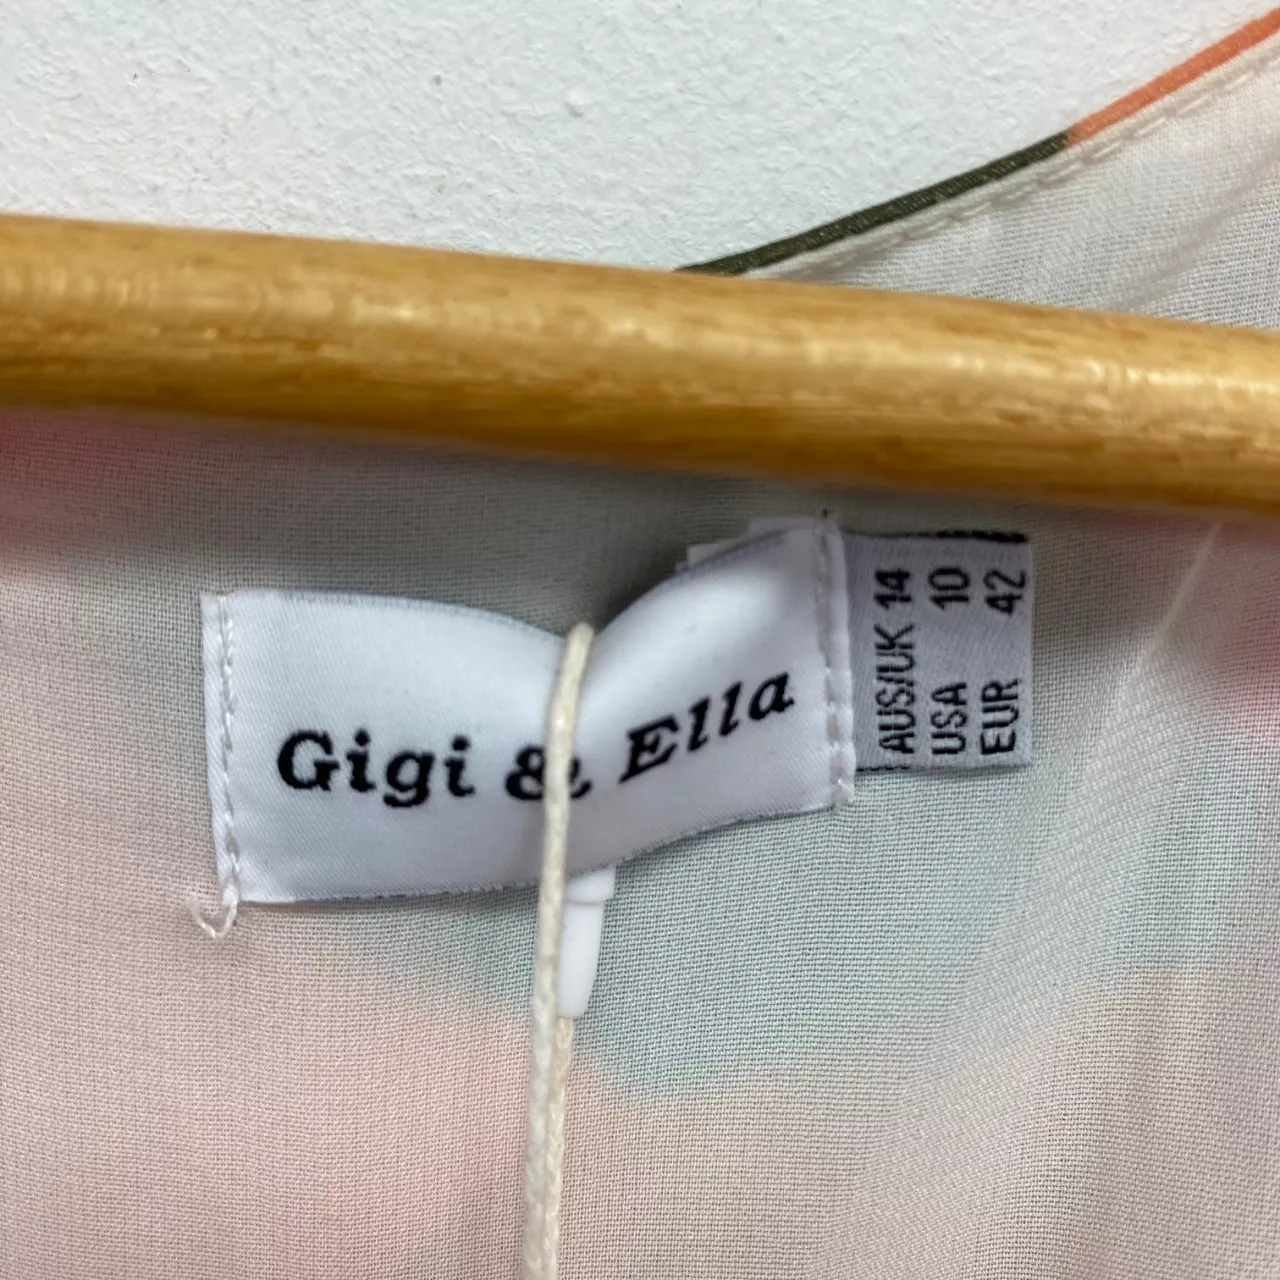 Gigi & Ella
AUS/UK 14
USA 10
EUR 42